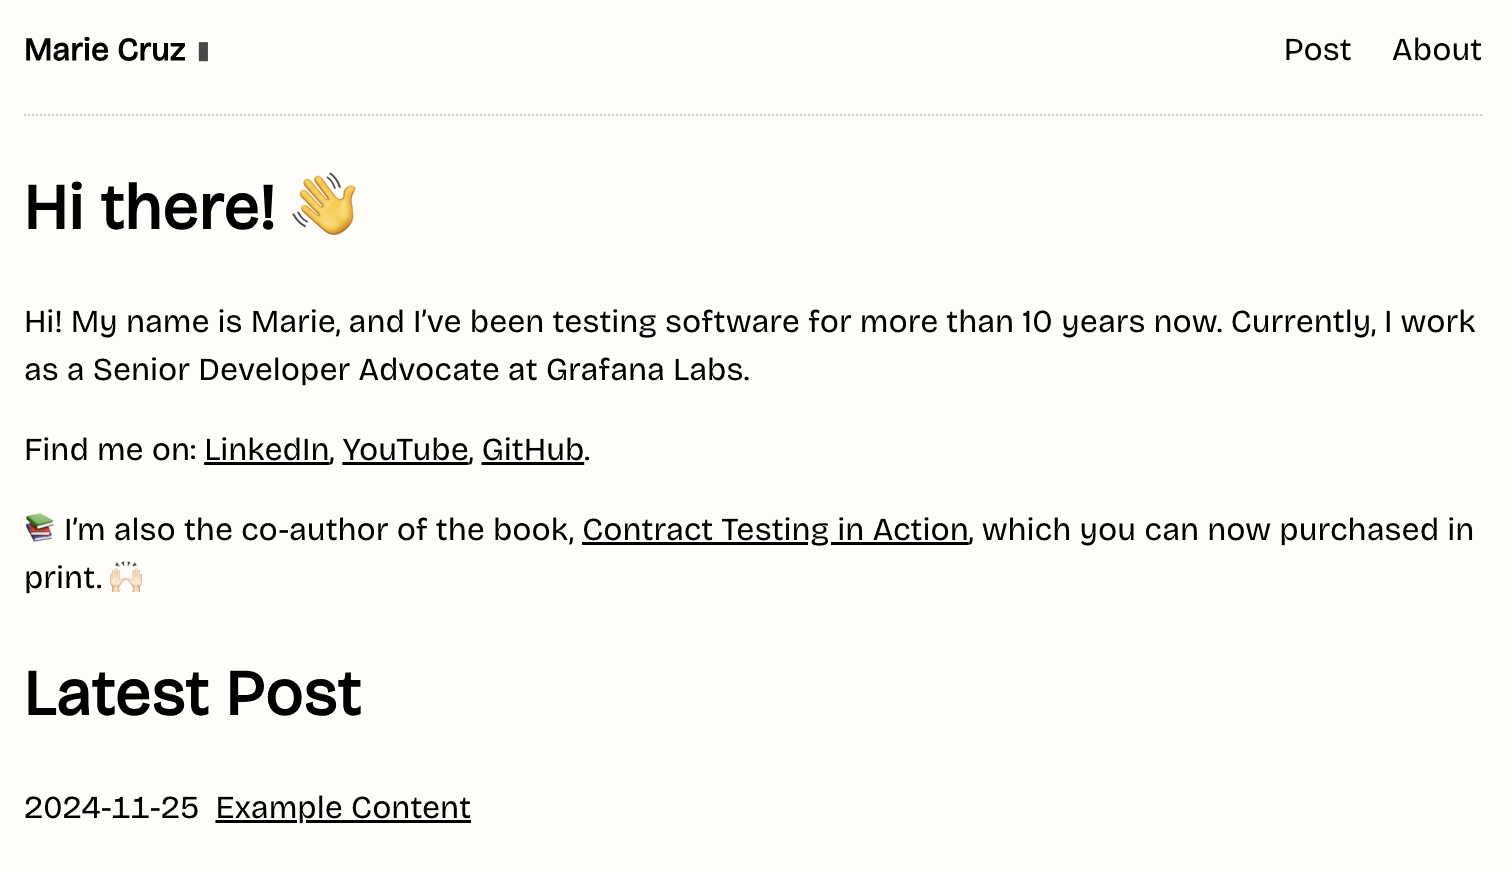 Marie Cruz
Post About
Hi there! 👋
Hi! My name is Marie, and I’ve been testing software for more than 10 years now. Currently, I work
as a Senior Developer Advocate at Grafana Labs.
Find me on: LinkedIn, YouTube, GitHub.
📚 I’m also the co-author of the book, Contract Testing in Action, which you can now purchased in
print. 🙌🏻
Latest Post
2024-11-25 Example Content